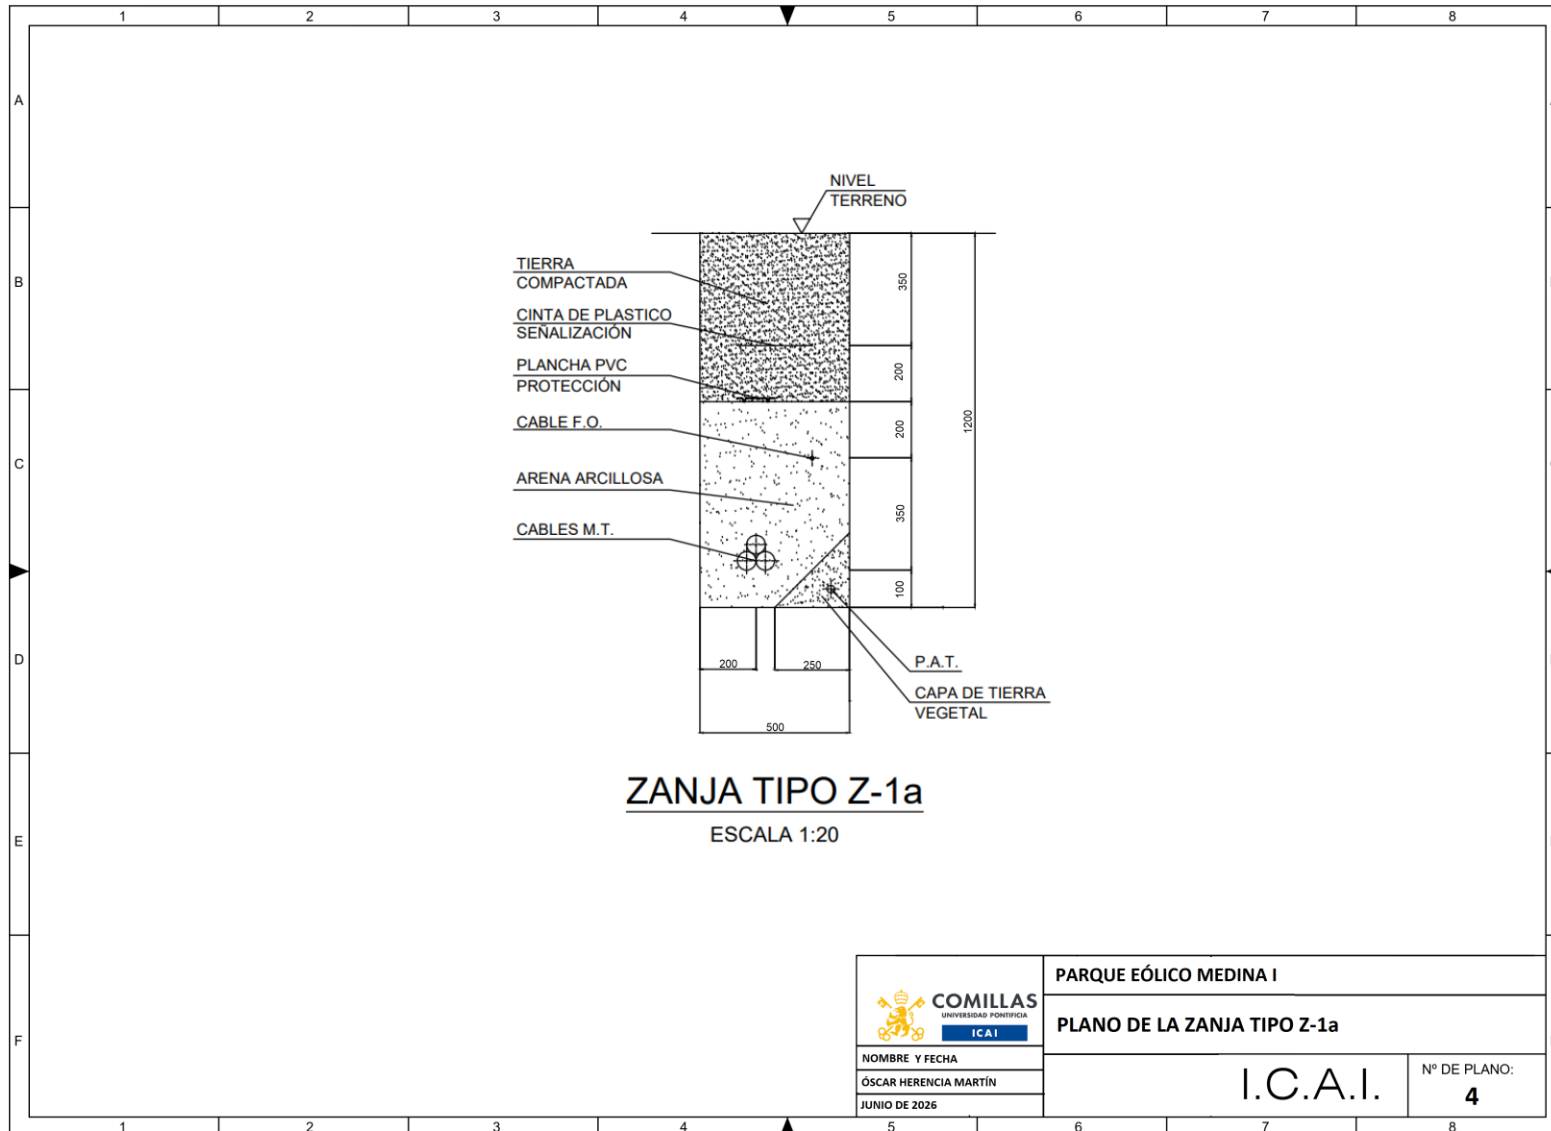 1 2 3 4 5 6 7 8
A
B
C
D
E
F
NIVEL
TERRENO
TIERRA
COMPACTADA
CINTA DE PLASTICO
SEÑALIZACIÓN
PLANCHA PVC
PROTECCIÓN
CABLE F.O.
ARENA ARCILLOSA
CABLES M.T.
350
200
200
350
100
1200
200
250
500
P.A.T.
CAPA DE TIERRA
VEGETAL
ZANJA TIPO Z-1a
ESCALA 1:20
COMILLAS
UNIVERSIDAD PONTIFICIA
ICAI
NOMBRE Y FECHA
ÓSCAR HERENCIA MARTÍN
JUNIO DE 2026
PARQUE EÓLICO MEDINA I
PLANO DE LA ZANJA TIPO Z-1a
I.C.A.I.
Nº DE PLANO:
4
1 2 3 4 5 6 7 8